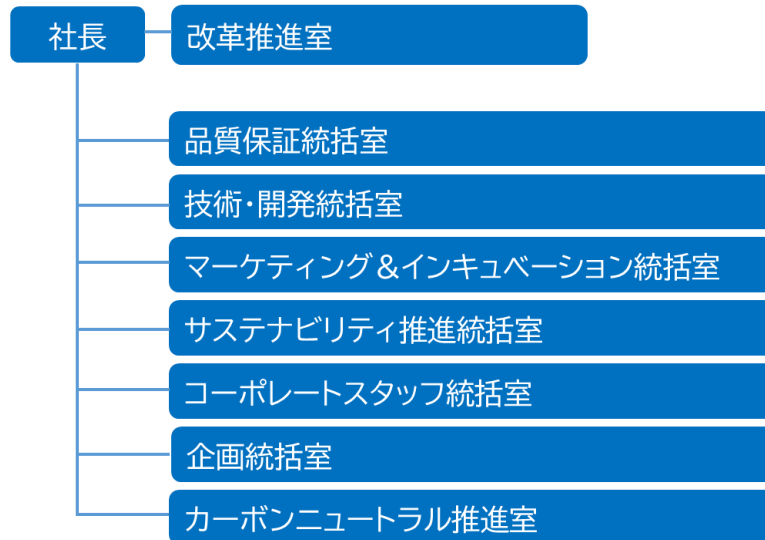 社長
改革推進室
品質保証統括室
技術・開発統括室
マーケティング＆インキュベーション統括室
サステナビリティ推進統括室
コーポレートスタッフ統括室
企画統括室
カーボンニュートラル推進室